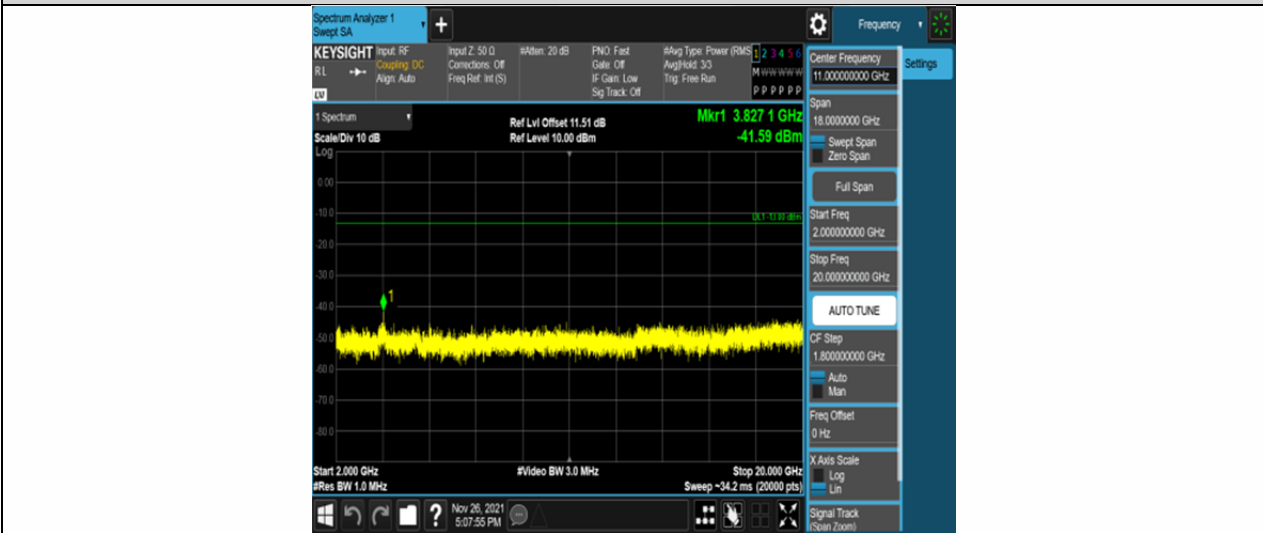 Spectrum Analyzer 1
Swept SA
+
Frequency
KEYSIGHT
RL
LXI
Input: RF
Coupling: DC
Align: Auto
Input Z: 50 Ω
Corrections: Off
Freq Ref: Int (S)
#Atten: 20 dB
PNO: Fast
Gate: Off
IF Gain: Low
Sig Track: Off
#Avg Type: Power (RMS
Avg|Hold: 3/3
Trig: Free Run
1 2 3 4 5 6
M W W W W W
P P P P P P
1 Spectrum
Scale/Div 10 dB
Ref Lvl Offset 11.51 dB
Ref Level 10.00 dBm
Mkr1 3.827 1 GHz
-41.59 dBm
Log
0.00
-10.0
DL1 -13.00 dBm
-20.0
-30.0
1
-40.0
-50.0
-60.0
-70.0
-80.0
Start 2.000 GHz
#Res BW 1.0 MHz
#Video BW 3.0 MHz
Stop 20.000 GHz
Sweep ~34.2 ms (20000 pts)
?
Nov 26, 2021
5:07:55 PM
Center Frequency
11.000000000 GHz
Settings
Span
18.0000000 GHz
Swept Span
Zero Span
Full Span
Start Freq
2.000000000 GHz
Stop Freq
20.000000000 GHz
AUTO TUNE
CF Step
1.800000000 GHz
Auto
Man
Freq Offset
0 Hz
X Axis Scale
Log
Lin
Signal Track
(Span Zoom)